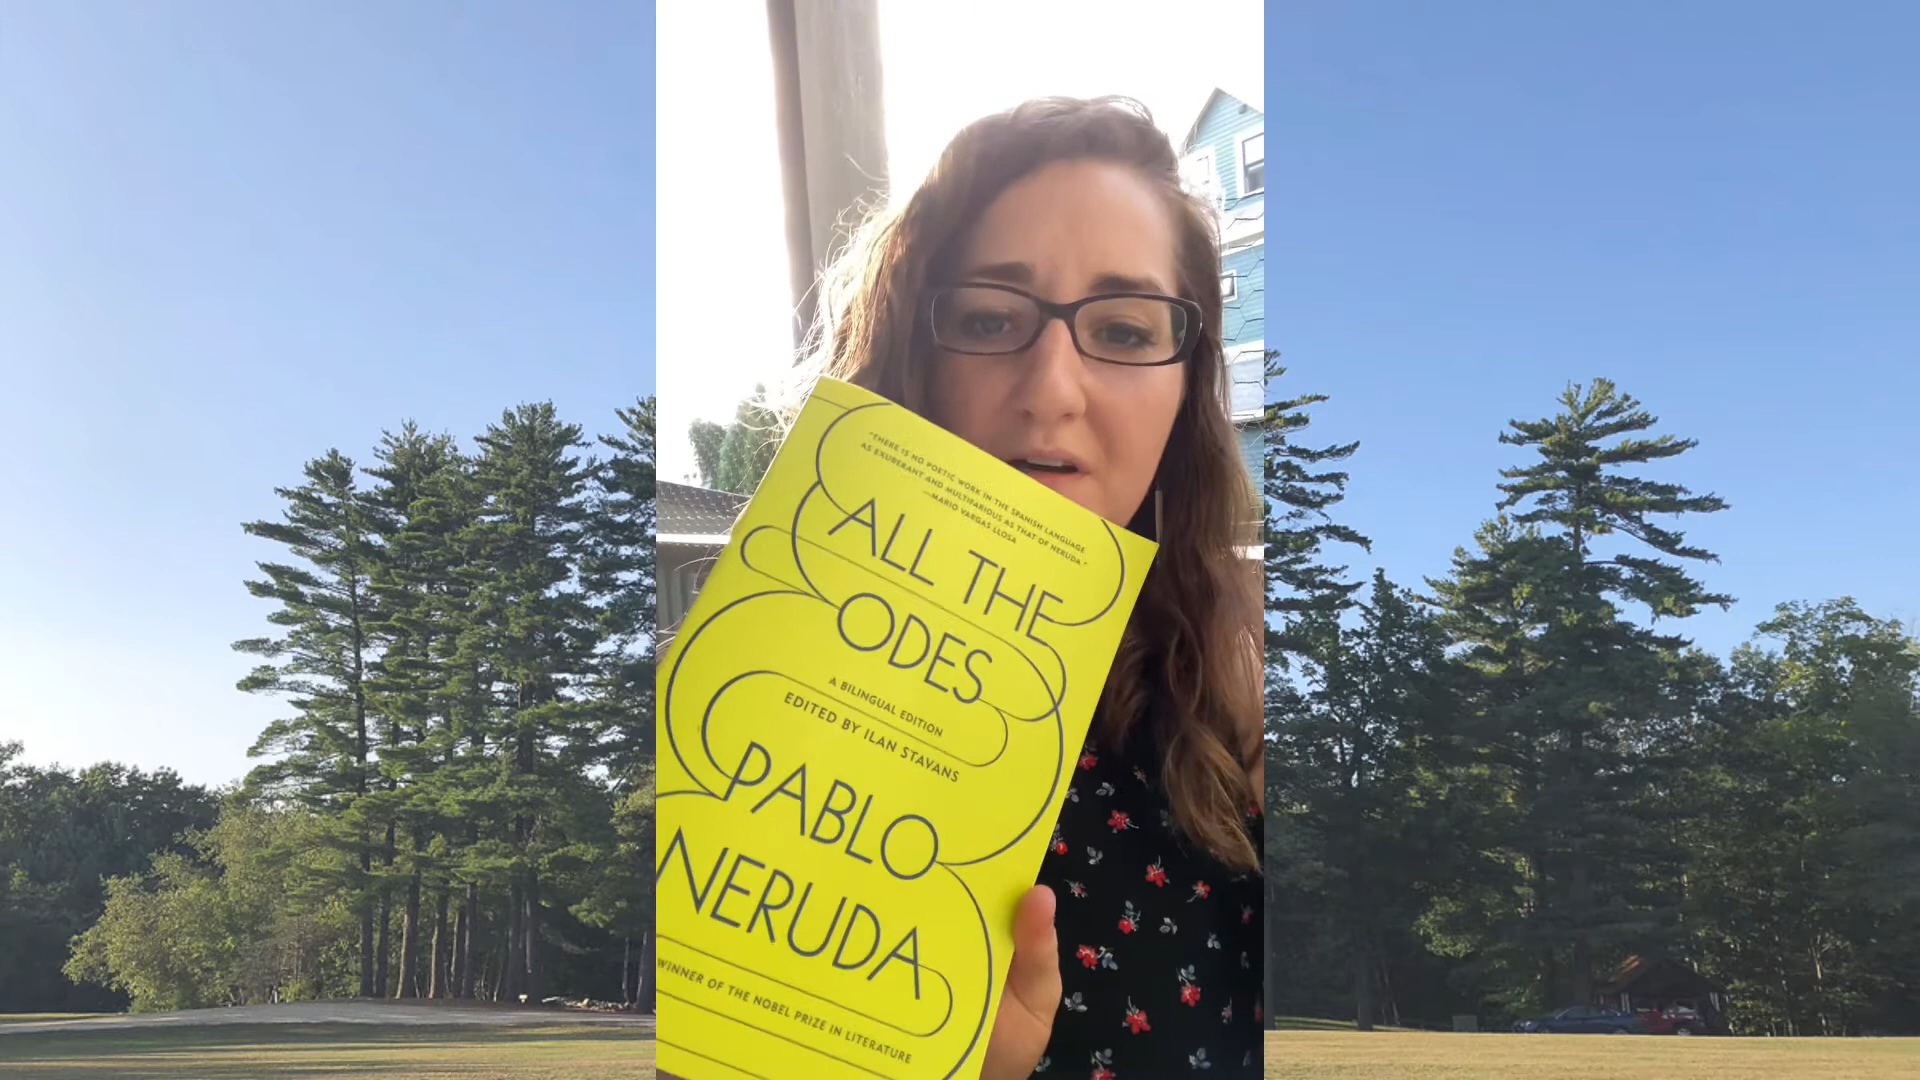 "THERE IS NO POETIC WORK IN THE SPANISH LANGUAGE
AS EXUBERANT AND MULTIFARIOUS AS THAT OF NERUDA."
—MARIO VARGAS LLOSA
ALL THE
ODES
A BILINGUAL EDITION
EDITED BY ILAN STAVANS
PABLO
NERUDA
WINNER OF THE NOBEL PRIZE IN LITERATURE